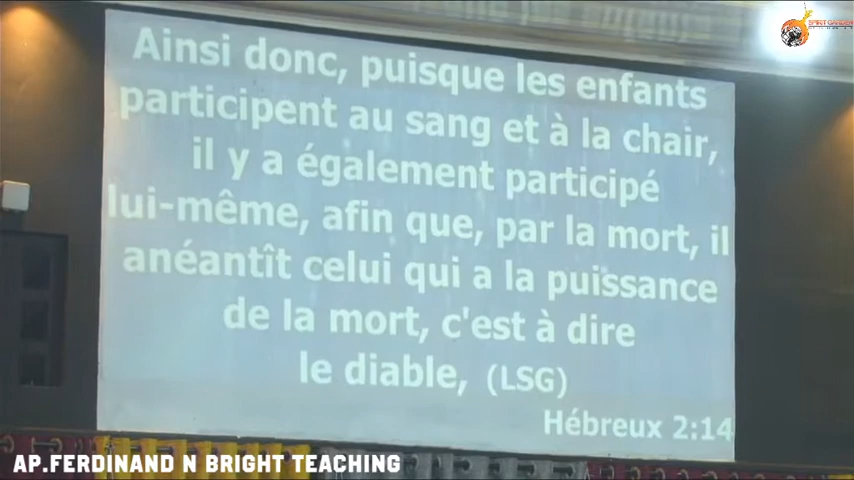 SPIRIT GARDEN
Ainsi donc, puisque les enfants
participent au sang et à la chair,
il y a également participé
lui-même, afin que, par la mort, il
anéantît celui qui a la puissance
de la mort, c'est à dire
le diable, (LSG)
Hébreux 2:14
AP.FERDINAND N BRIGHT TEACHING